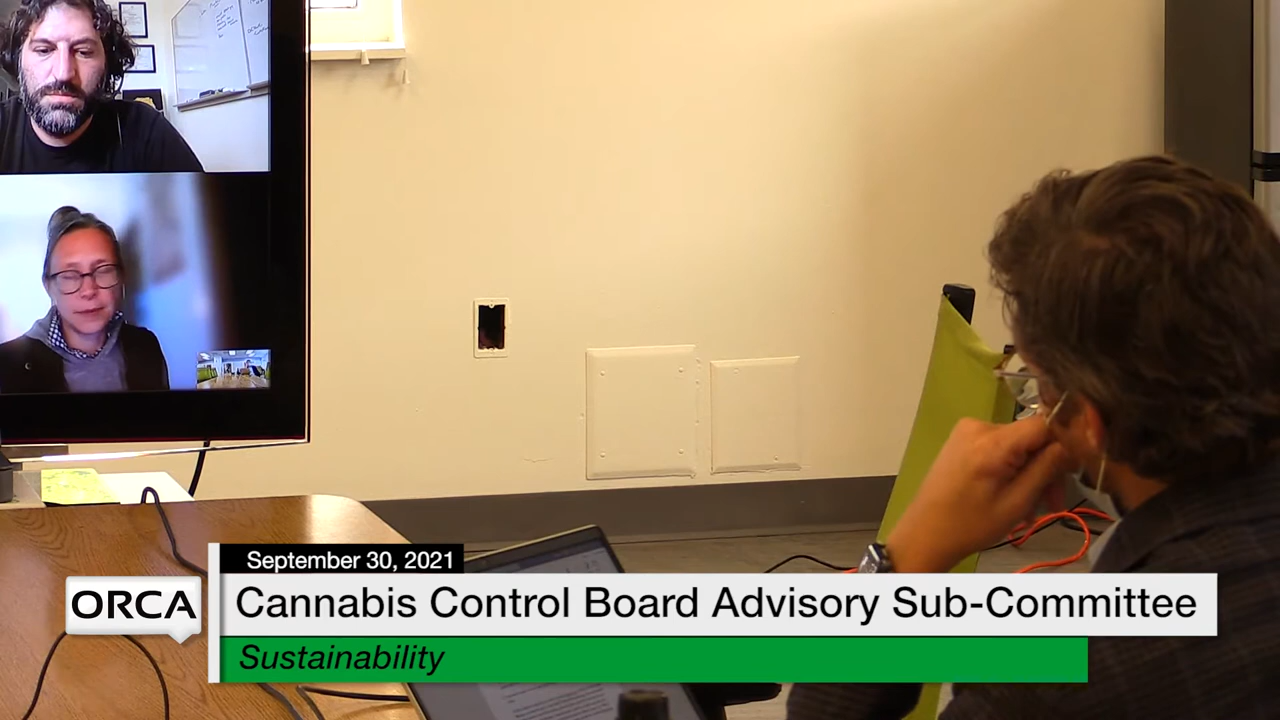 September 30, 2021
ORCA
Cannabis Control Board Advisory Sub-Committee
Sustainability